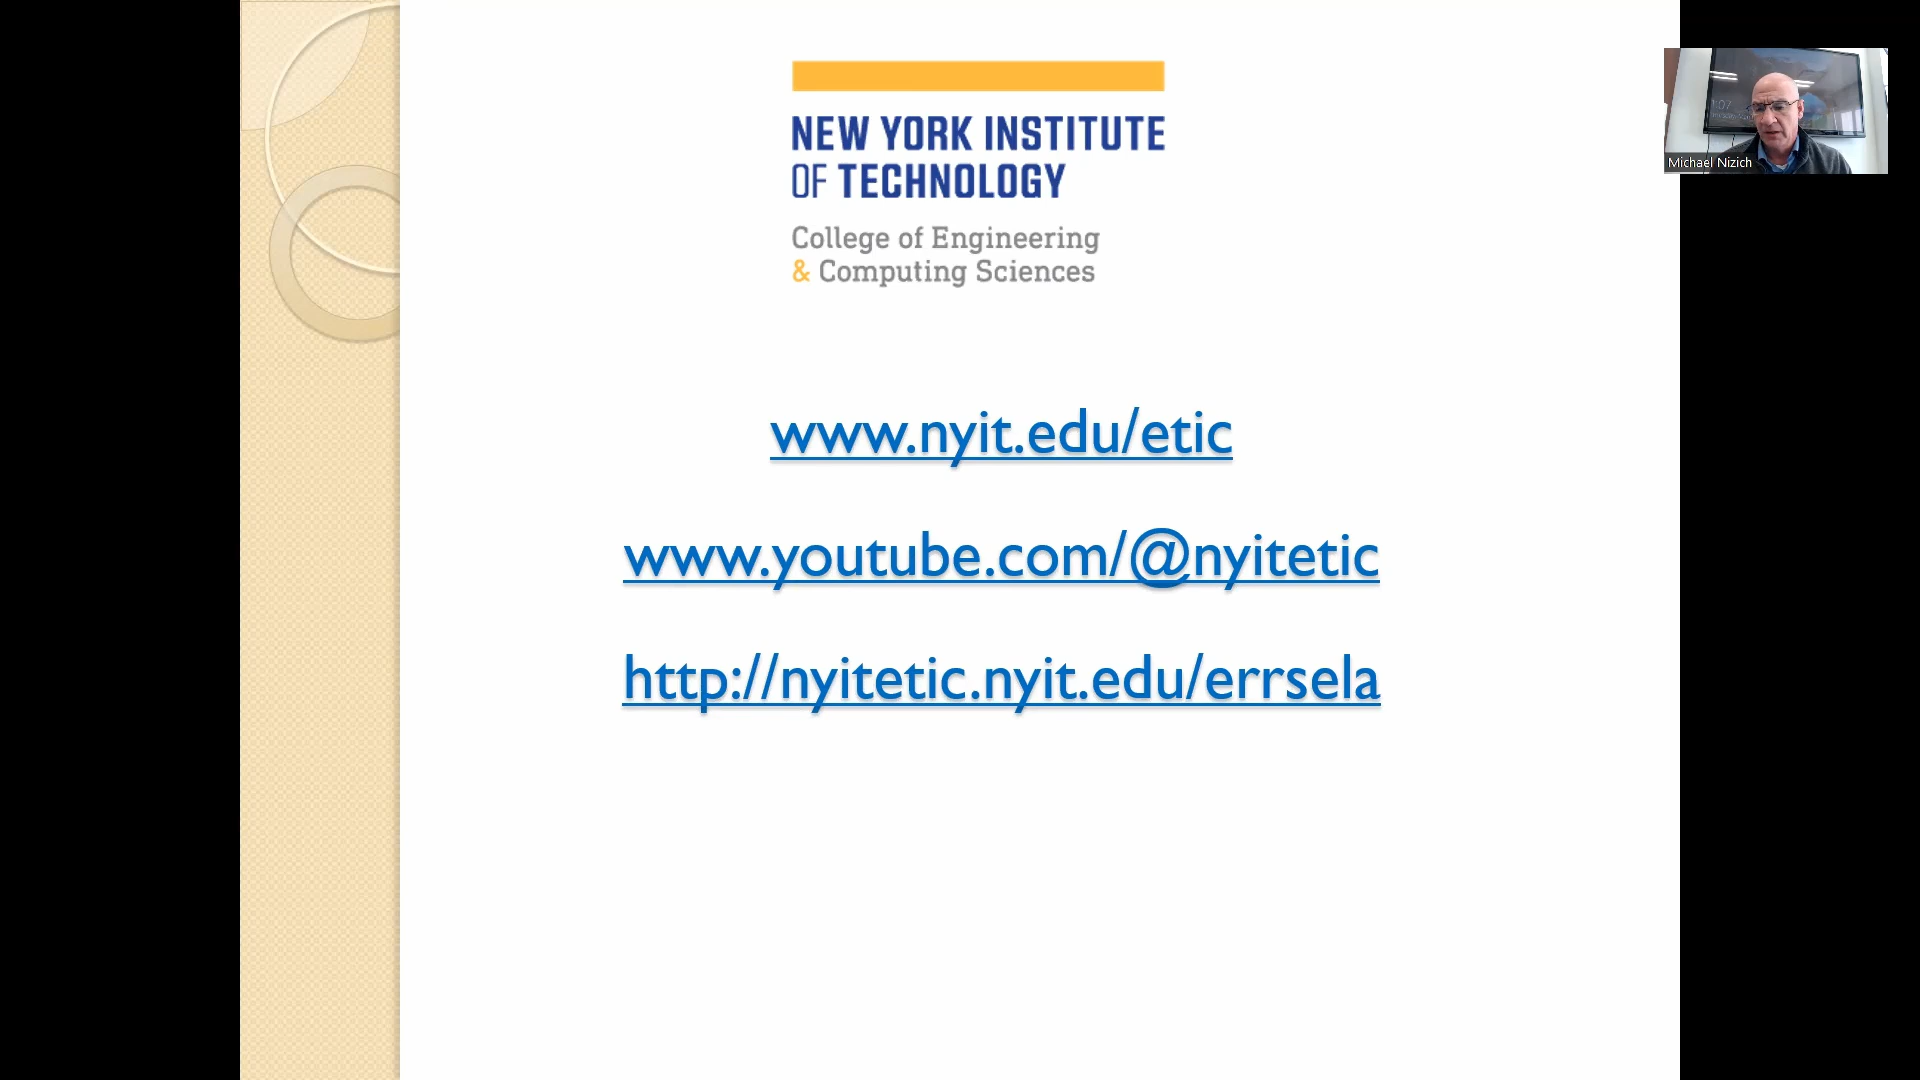 NEW YORK INSTITUTE
OF TECHNOLOGY
College of Engineering
& Computing Sciences
www.nyit.edu/etic
www.youtube.com/@nyitetic
http://nyitetic.nyit.edu/errsela
Michael Nizich